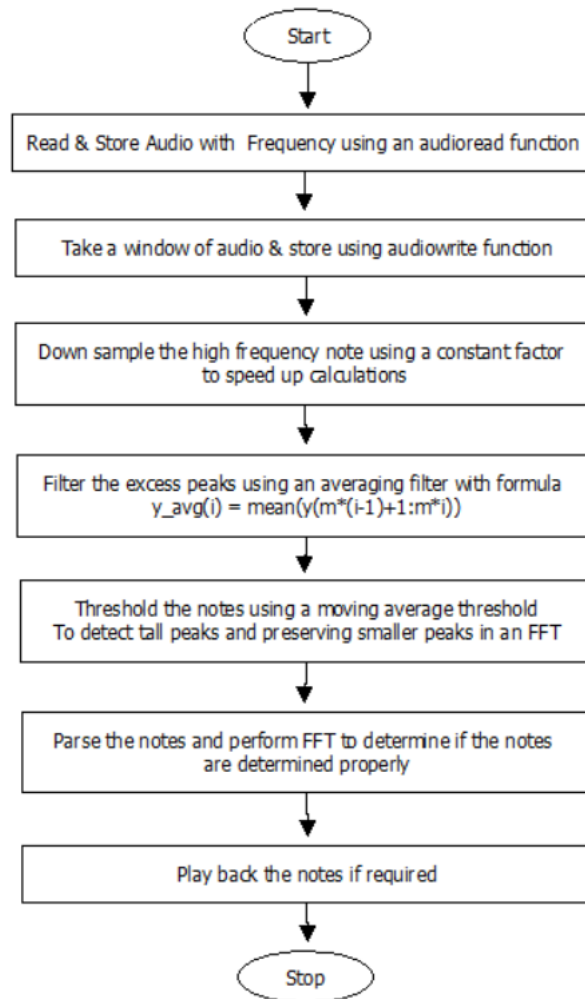 Start
Read & Store Audio with Frequency using an audioread function
Take a window of audio & store using audiowrite function
Down sample the high frequency note using a constant factor
to speed up calculations
Filter the excess peaks using an averaging filter with formula
y_avg(i) = mean(y(m*(i-1)+1:m*i))
Threshold the notes using a moving average threshold
To detect tall peaks and preserving smaller peaks in an FFT
Parse the notes and perform FFT to determine if the notes
are determined properly
Play back the notes if required
Stop